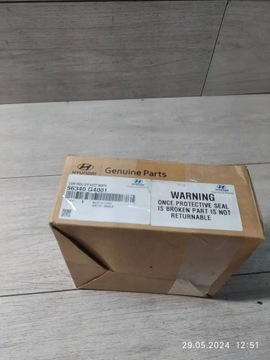 HYUNDAI
Genuine Parts
56340 G4001
WARNING
ONCE PROTECTIVE SEAL
IS BROKEN PART IS NOT
RETURNABLE
29.05.2024 12:51